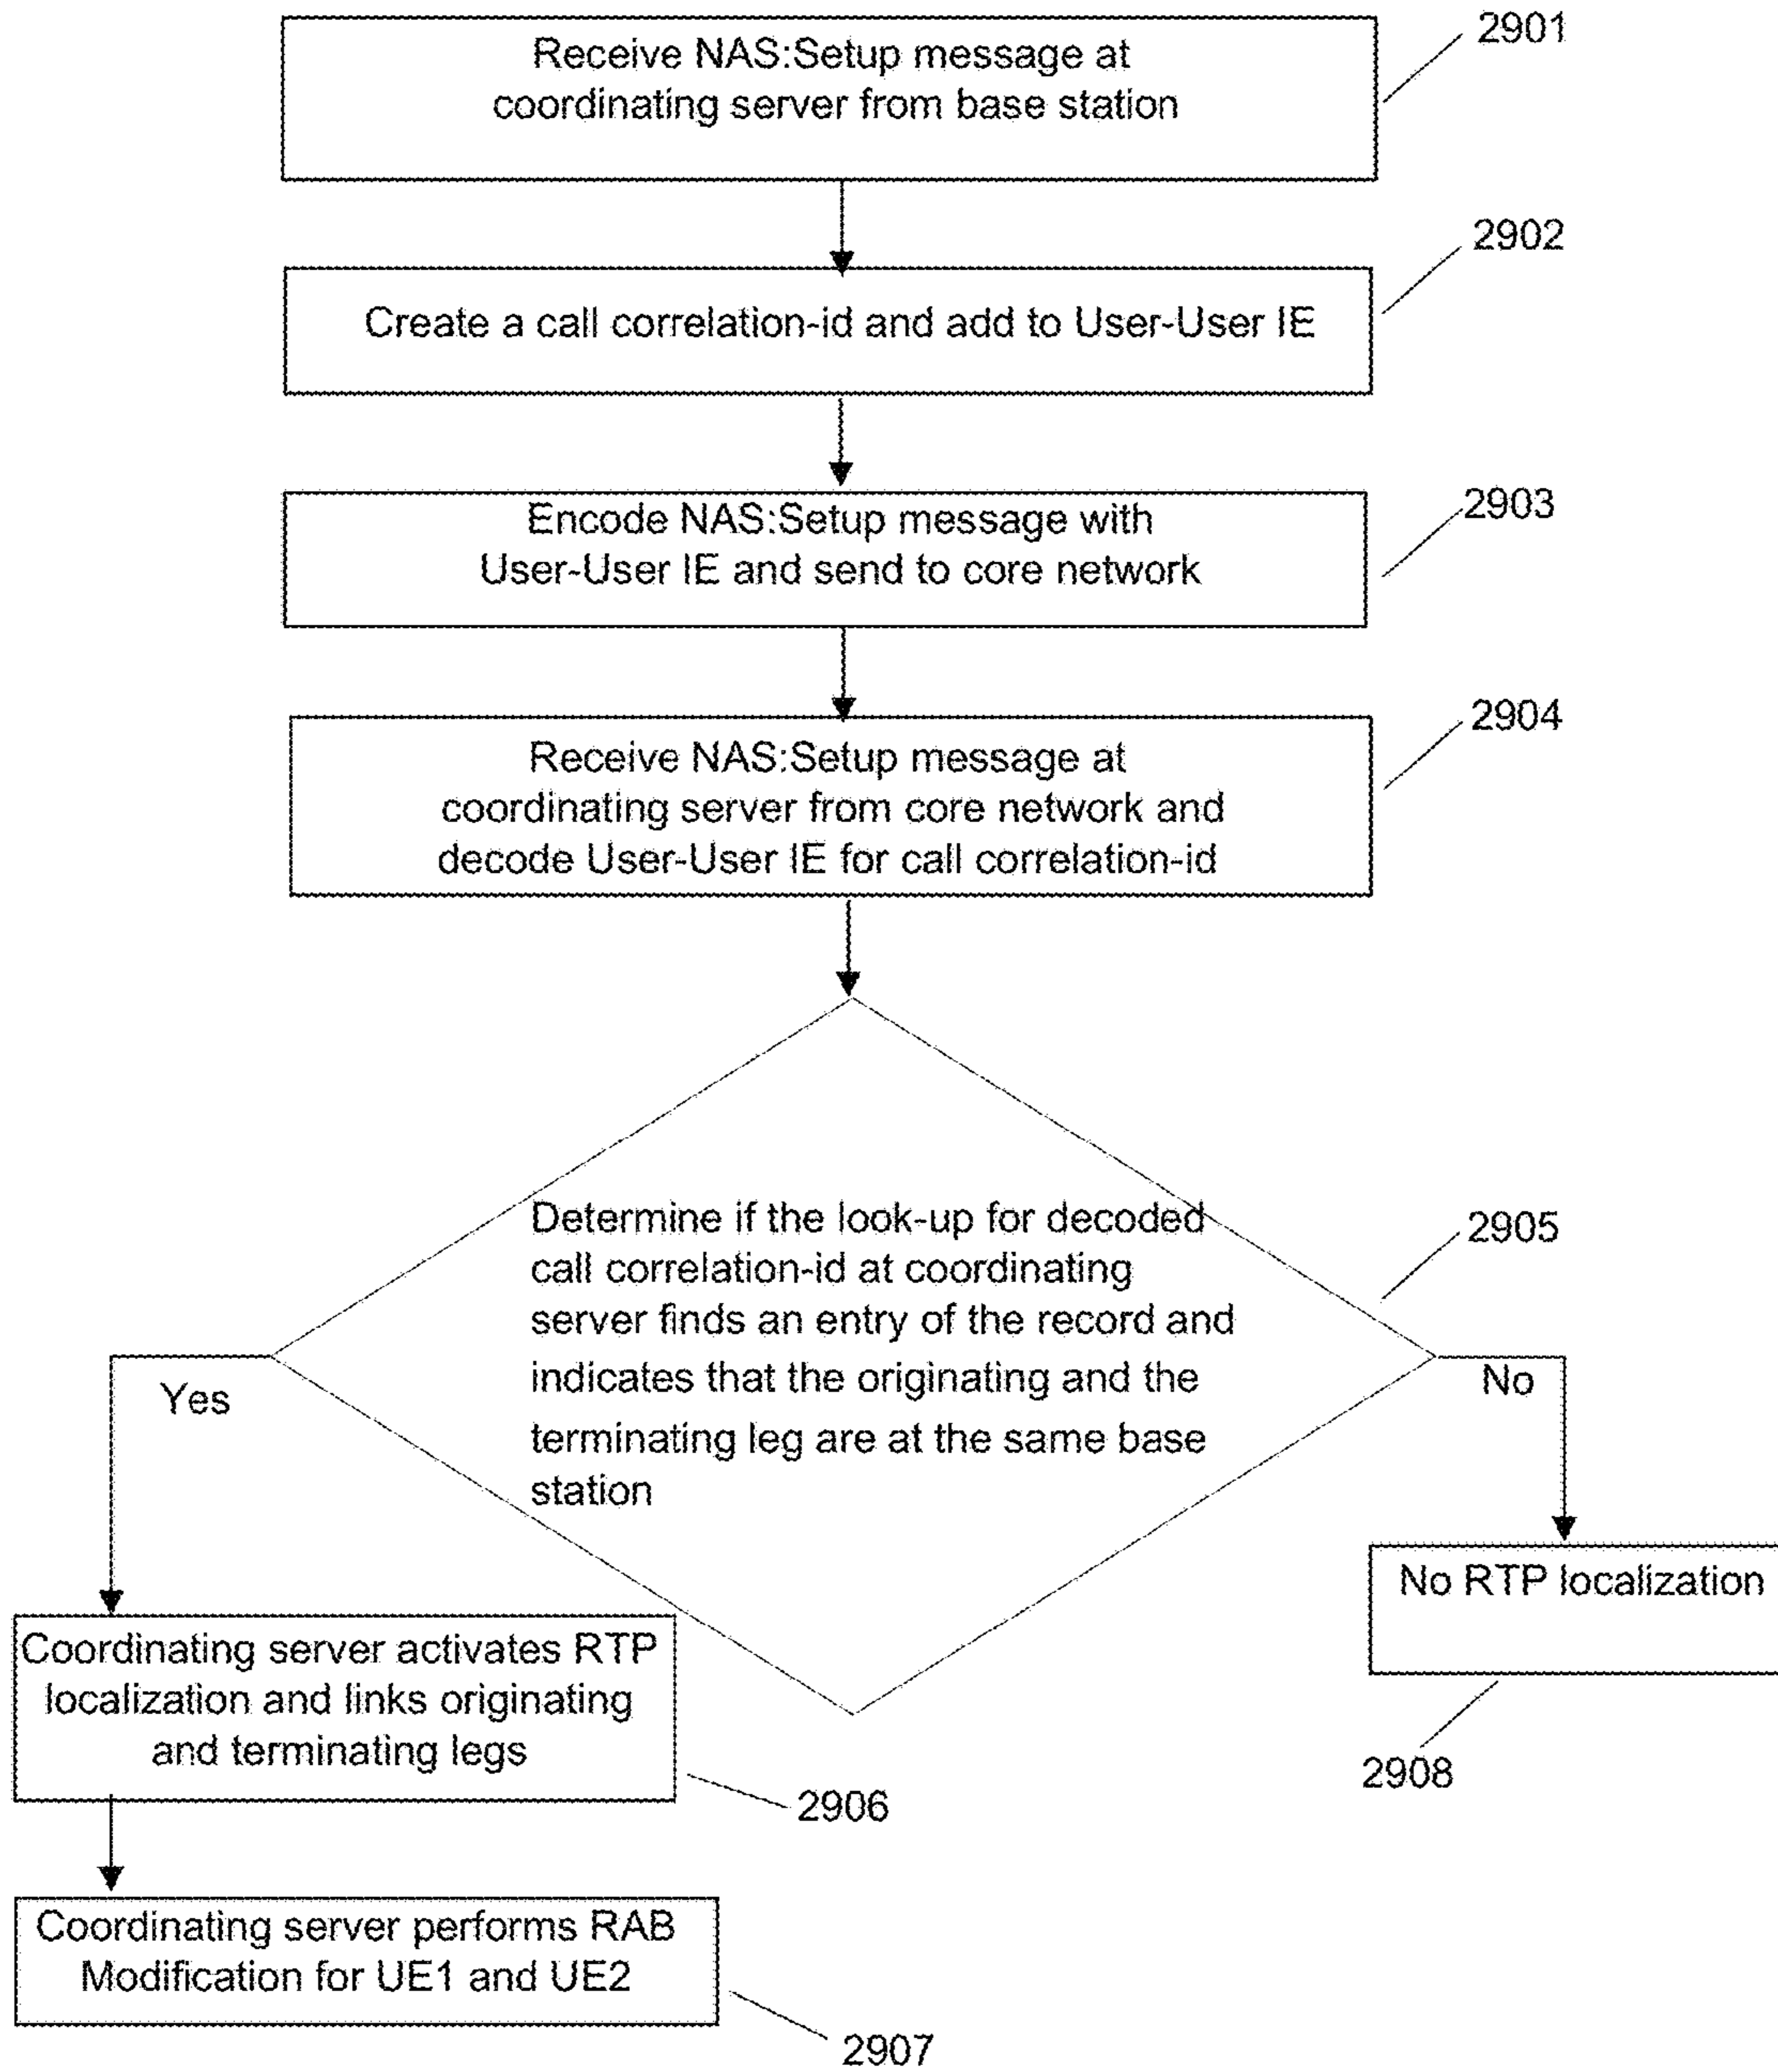 Receive NAS:Setup message at
coordinating server from base station
2901
Create a call correlation-id and add to User-User IE
2902
Encode NAS:Setup message with
User-User IE and send to core network
2903
Receive NAS:Setup message at
coordinating server from core network and
decode User-User IE for call correlation-id
2904
Determine if the look-up for decoded
call correlation-id at coordinating
server finds an entry of the record and
indicates that the originating and the
terminating leg are at the same base
station
2905
Yes
No
Coordinating server activates RTP
localization and links originating
and terminating legs
2906
No RTP localization
2908
Coordinating server performs RAB
Modification for UE1 and UE2
2907